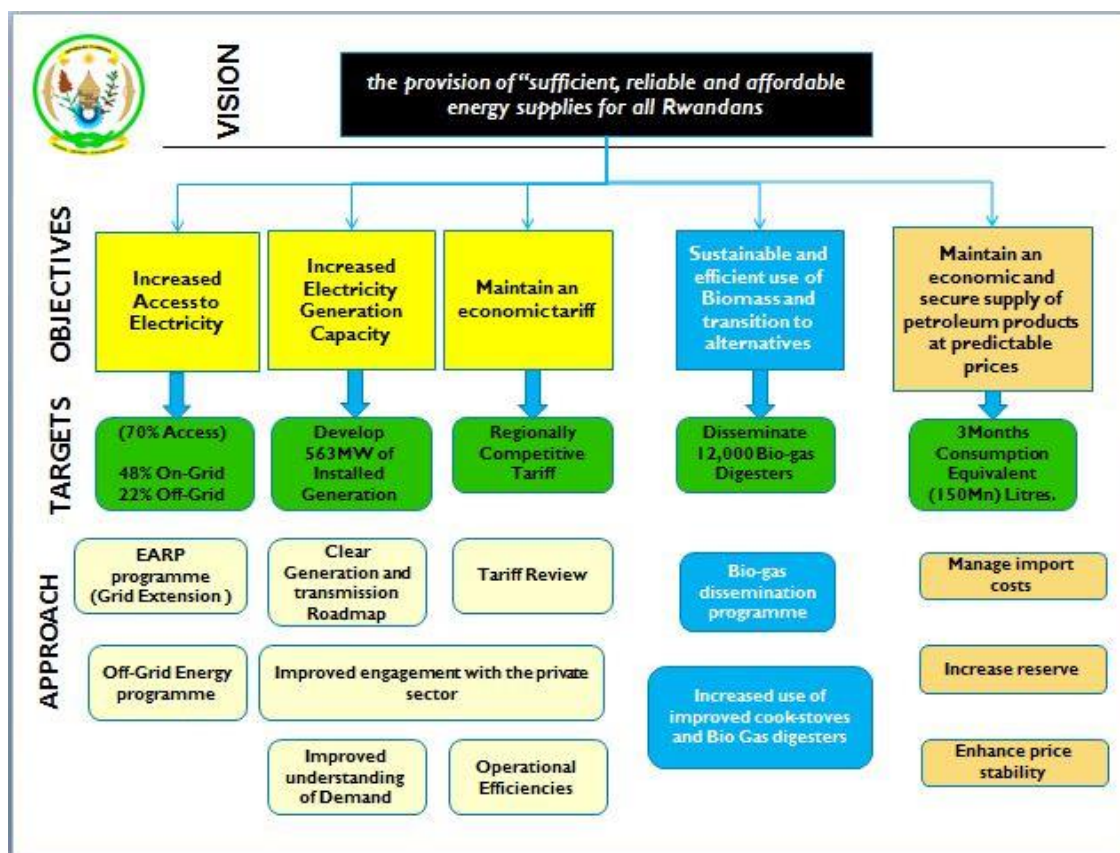 VISION
the provision of “sufficient, reliable and affordable
energy supplies for all Rwandans
OBJECTIVES
Increased
Access to
Electricity
Increased
Electricity
Generation
Capacity
Maintain an
economic tariff
Sustainable and
efficient use of
Biomass and
transition to
alternatives
Maintain an
economic and
secure supply of
petroleum products
at predictable
prices
TARGETS
(70% Access)
48% On-Grid
22% Off-Grid
Develop
563MW of
Installed
Generation
Regionally
Competitive
Tariff
Disseminate
12,000 Bio-gas
Digesters
3Months
Consumption
Equivalent
(150Mn) Litres.
APPROACH
EARP
programme
(Grid Extension )
Clear
Generation and
transmission
Roadmap
Tariff Review
Bio-gas
dissemination
programme
Manage import
costs
Off-Grid Energy
programme
Improved engagement with the private
sector
Increased use of
improved cook-stoves
and Bio Gas digesters
Increase reserve
Improved
understanding
of Demand
Operational
Efficiencies
Enhance price
stability